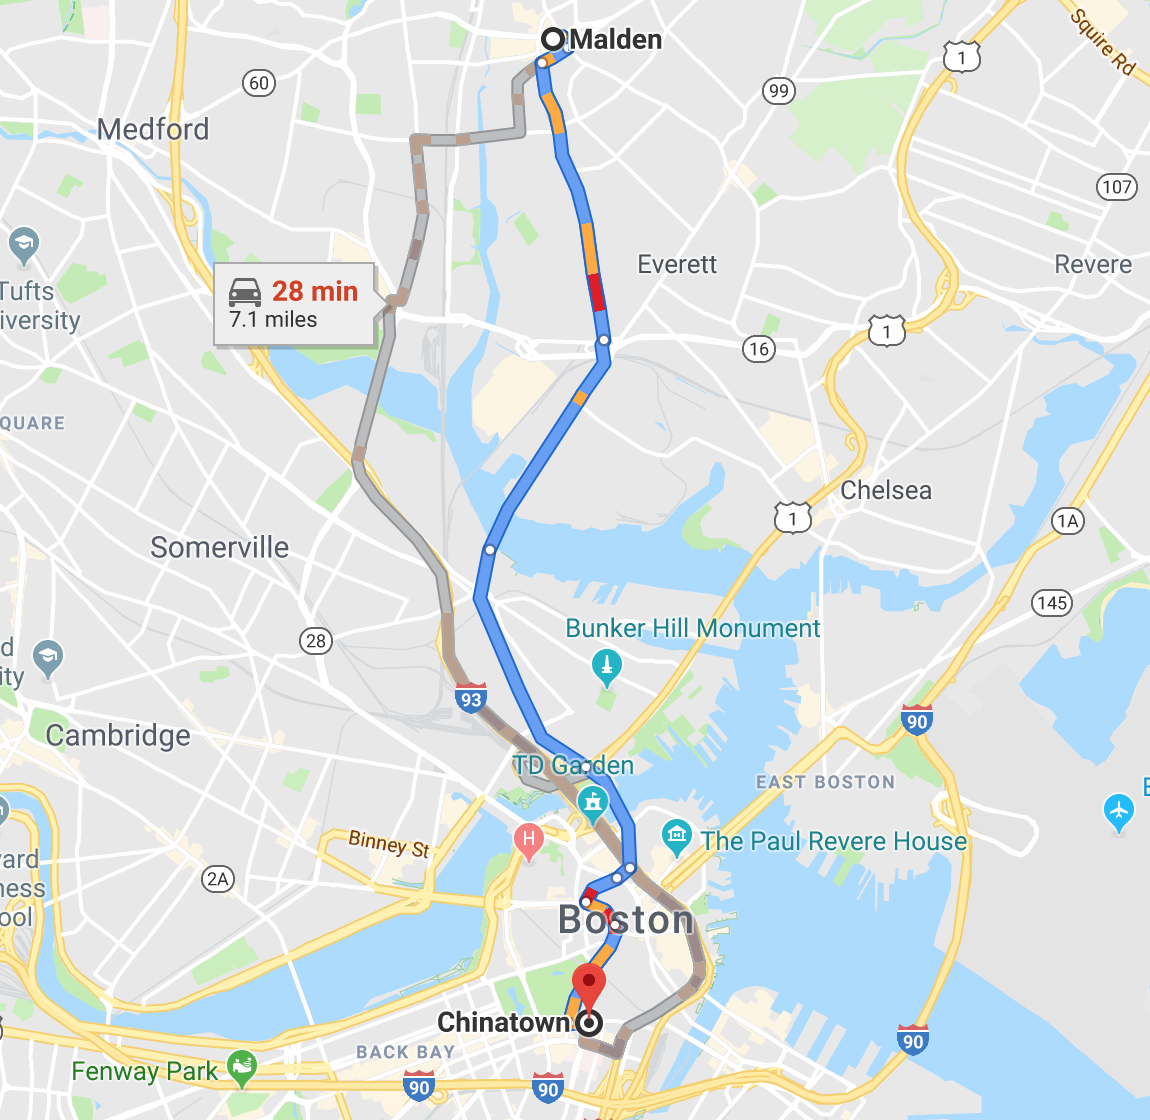 Malden
Squire Rd
1
60
99
Medford
107
Tufts
iversity
Everett
Revere
28 min
7.1 miles
1
16
QUARE
Chelsea
1
1A
Somerville
145
28
Bunker Hill Monument
d
ity
93
90
Cambridge
TD Garden
EAST BOSTON
E
H
Binney St
The Paul Revere House
vard
ness
ool
2A
Boston
Chinatown
90
BACK BAY
Fenway Park
90
90